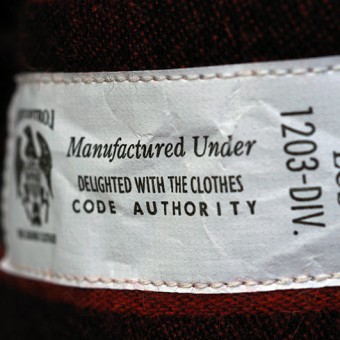 Manufactured Under
DELIGHTED WITH THE CLOTHES
CODE AUTHORITY
1203-DIV.